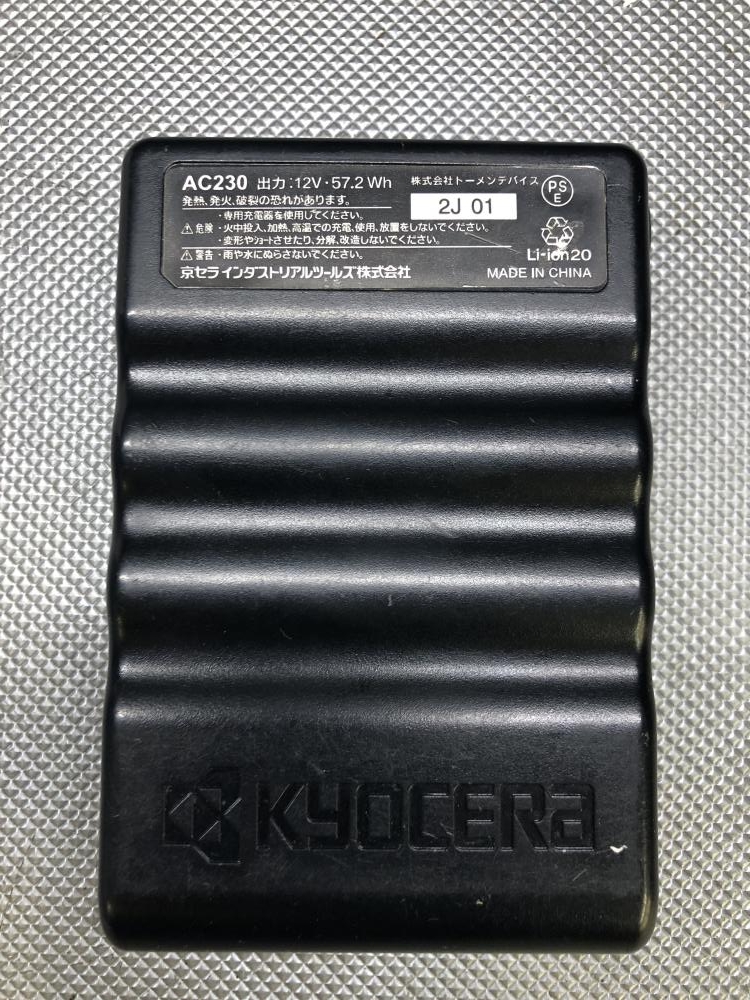 AC230 出力:12V・57.2Wh 株式会社トーメンデバイス
PS
E
発熱、発火、破裂の恐れがあります。
2J 01
・専用充電器を使用してください。
⚠危険・火中投入、加熱、高温での充電、使用、放置をしないでください。
・変形やショートさせたり、分解、改造しないでください。
⚠警告・雨や水にぬらさないでください。
Li-ion20
京セラインダストリアルツールズ株式会社 MADE IN CHINA
KYOCERA